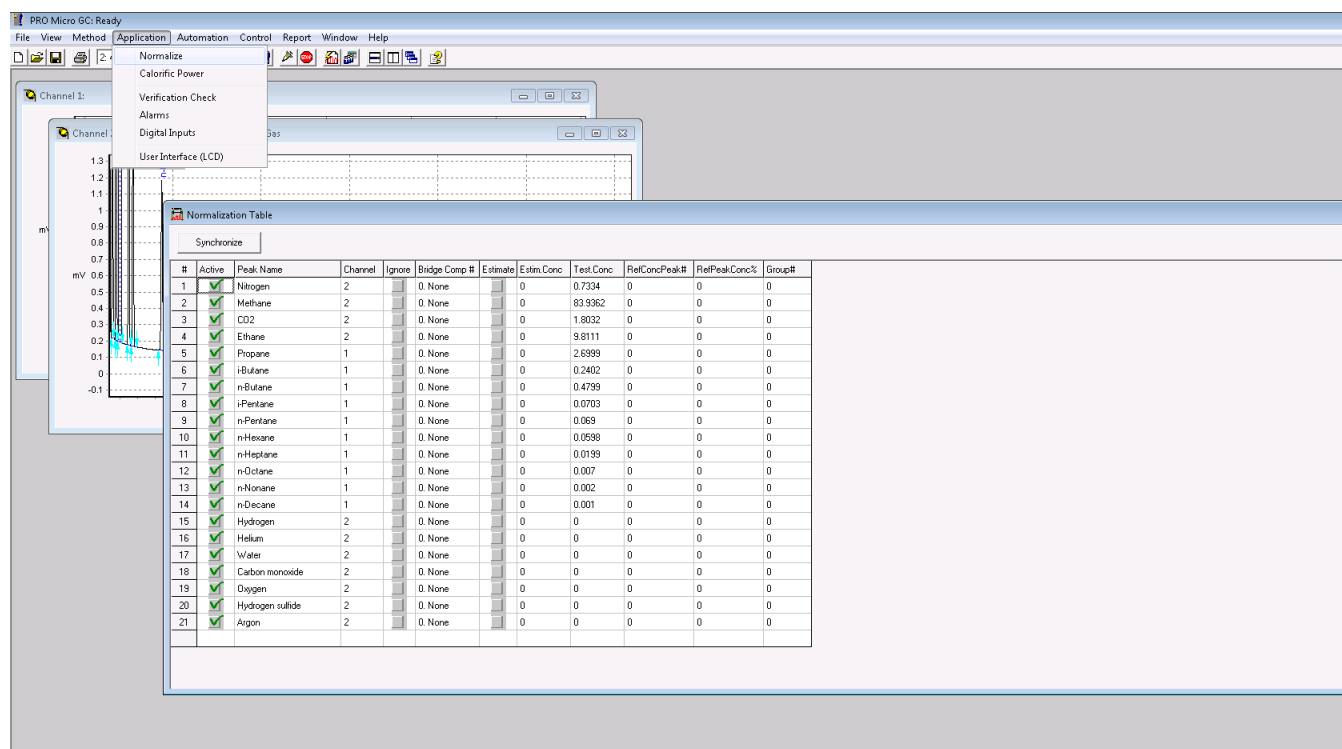 PRO Micro GC: Ready
File View Method Application Automation Control Report Window Help
Normalize
Calorific Power
Verification Check
Alarms
Digital Inputs
User Interface (LCD)
Channel 1:
Channel
Gas
1.3
1.2
1.1
1
0.9
0.8
0.7
mV 0.6
0.5
0.4
0.3
0.2
0.1
0
-0.1
Normalization Table
Synchronize
# Active Peak Name Channel Ignore Bridge Comp # Estimate Estim.Conc Test.Conc RefConcPeak# RefPeakConc% Group#
1 Nitrogen 2 0. None 0 0.7334 0 0 0
2 Methane 2 0. None 0 83.9362 0 0 0
3 CO2 2 0. None 0 1.8032 0 0 0
4 Ethane 2 0. None 0 9.8111 0 0 0
5 Propane 1 0. None 0 2.6999 0 0 0
6 i-Butane 1 0. None 0 0.2402 0 0 0
7 n-Butane 1 0. None 0 0.4799 0 0 0
8 i-Pentane 1 0. None 0 0.0703 0 0 0
9 n-Pentane 1 0. None 0 0.069 0 0 0
10 n-Hexane 1 0. None 0 0.0598 0 0 0
11 n-Heptane 1 0. None 0 0.0199 0 0 0
12 n-Octane 1 0. None 0 0.007 0 0 0
13 n-Nonane 1 0. None 0 0.002 0 0 0
14 n-Decane 1 0. None 0 0.001 0 0 0
15 Hydrogen 2 0. None 0 0 0 0 0
16 Helium 2 0. None 0 0 0 0 0
17 Water 2 0. None 0 0 0 0 0
18 Carbon monoxide 2 0. None 0 0 0 0 0
19 Oxygen 2 0. None 0 0 0 0 0
20 Hydrogen sulfide 2 0. None 0 0 0 0 0
21 Argon 2 0. None 0 0 0 0 0